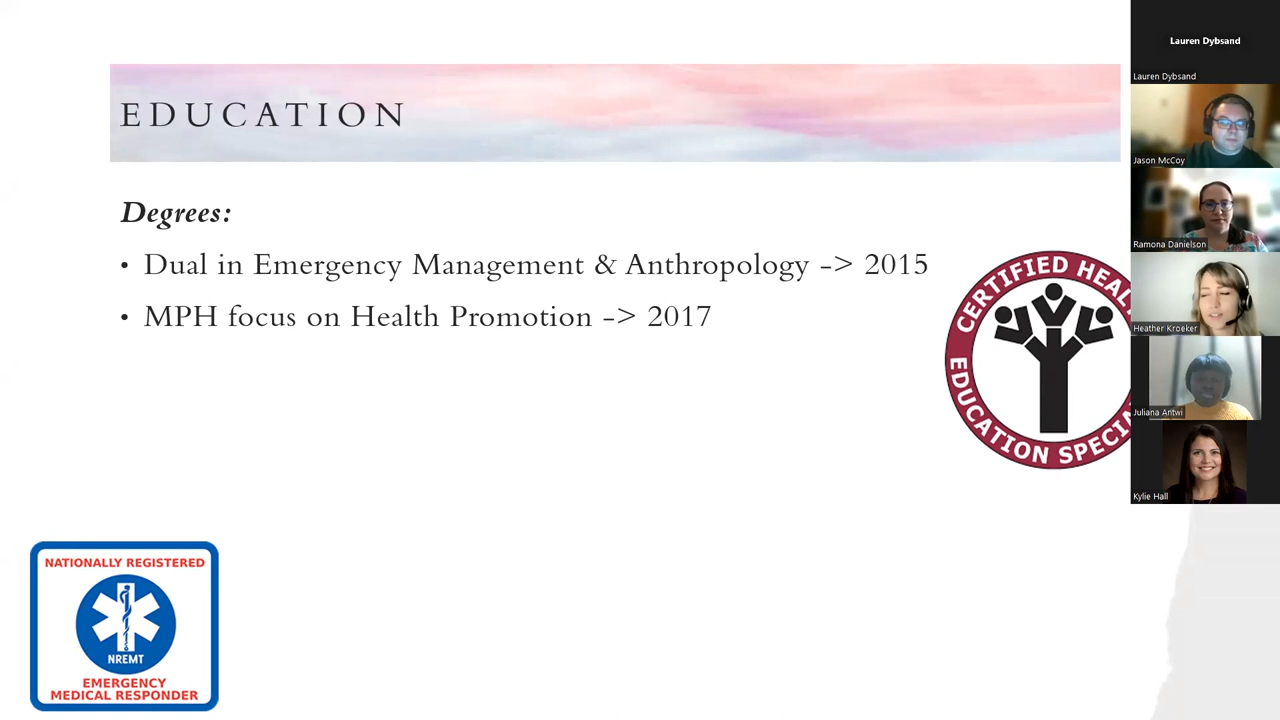 EDUCATION
Degrees:
• Dual in Emergency Management & Anthropology -> 2015
• MPH focus on Health Promotion -> 2017
CERTIFIED HEAL
EDUCATION SPECI
NATIONALLY REGISTERED
NREMT
EMERGENCY
MEDICAL RESPONDER
Lauren Dybsand
Lauren Dybsand
Jason McCoy
Ramona Danielson
Heather Kroeker
Juliana Antwi
Kylie Hall